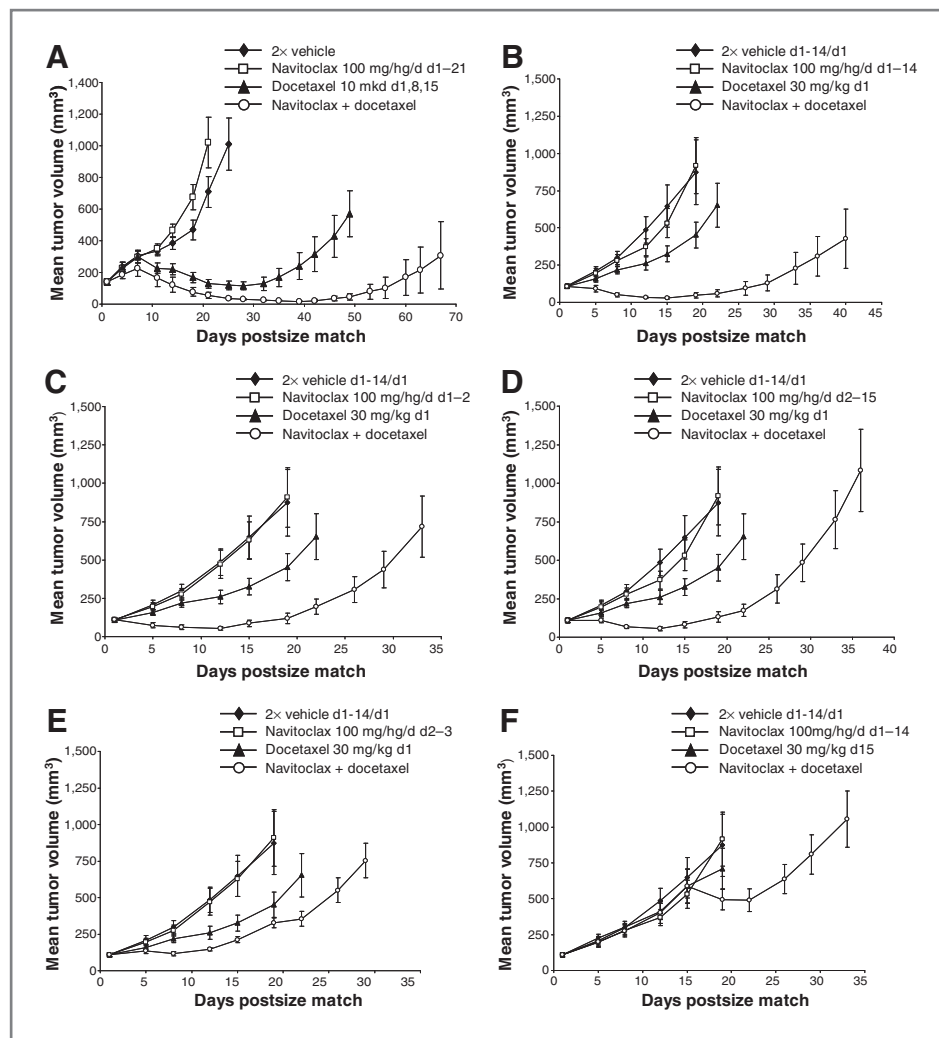 A
2× vehicle
Navitoclax 100 mg/hg/d d1–21
Docetaxel 10 mkd d1,8,15
Navitoclax + docetaxel
Mean tumor volume (mm³)
1,400
1,200
1,000
800
600
400
200
0
0 10 20 30 40 50 60 70
Days postsize match
B
2× vehicle d1-14/d1
Navitoclax 100 mg/hg/d d1–14
Docetaxel 30 mg/kg d1
Navitoclax + docetaxel
Mean tumor volume (mm³)
1,500
1,250
1,000
750
500
250
0
0 5 10 15 20 25 30 35 40 45
Days postsize match
C
2× vehicle d1-14/d1
Navitoclax 100 mg/hg/d d1–2
Docetaxel 30 mg/kg d1
Navitoclax + docetaxel
Mean tumor volume (mm³)
1,500
1,250
1,000
750
500
250
0
0 5 10 15 20 25 30 35
Days postsize match
D
2× vehicle d1-14/d1
Navitoclax 100 mg/hg/d d2–15
Docetaxel 30 mg/kg d1
Navitoclax + docetaxel
Mean tumor volume (mm³)
1,500
1,250
1,000
750
500
250
0
0 5 10 15 20 25 30 35 40
Days postsize match
E
2× vehicle d1-14/d1
Navitoclax 100 mg/hg/d d2–3
Docetaxel 30 mg/kg d1
Navitoclax + docetaxel
Mean tumor volume (mm³)
1,500
1,250
1,000
750
500
250
0
0 5 10 15 20 25 30 35
Days postsize match
F
2× vehicle d1-14/d1
Navitoclax 100mg/hg/d d1–14
Docetaxel 30 mg/kg d15
Navitoclax + docetaxel
Mean tumor volume (mm³)
1,500
1,250
1,000
750
500
250
0
0 5 10 15 20 25 30 35
Days postsize match